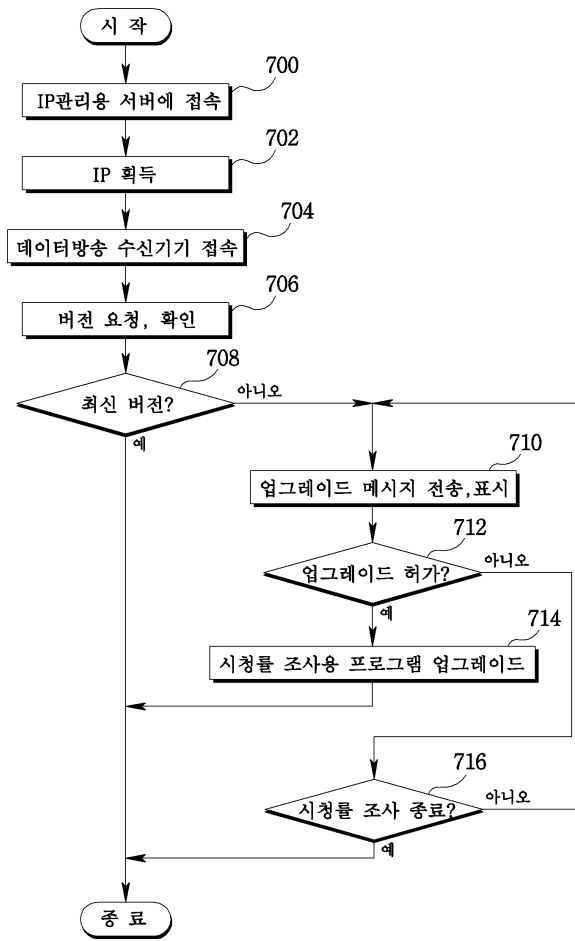 시 작
700
IP관리용 서버에 접속
702
IP 획득
704
데이터방송 수신기기 접속
706
버전 요청, 확인
708
최신 버전?
아니오
예
710
업그레이드 메시지 전송,표시
712
업그레이드 허가?
아니오
예
714
시청률 조사용 프로그램 업그레이드
716
시청률 조사 종료?
아니오
예
종 료